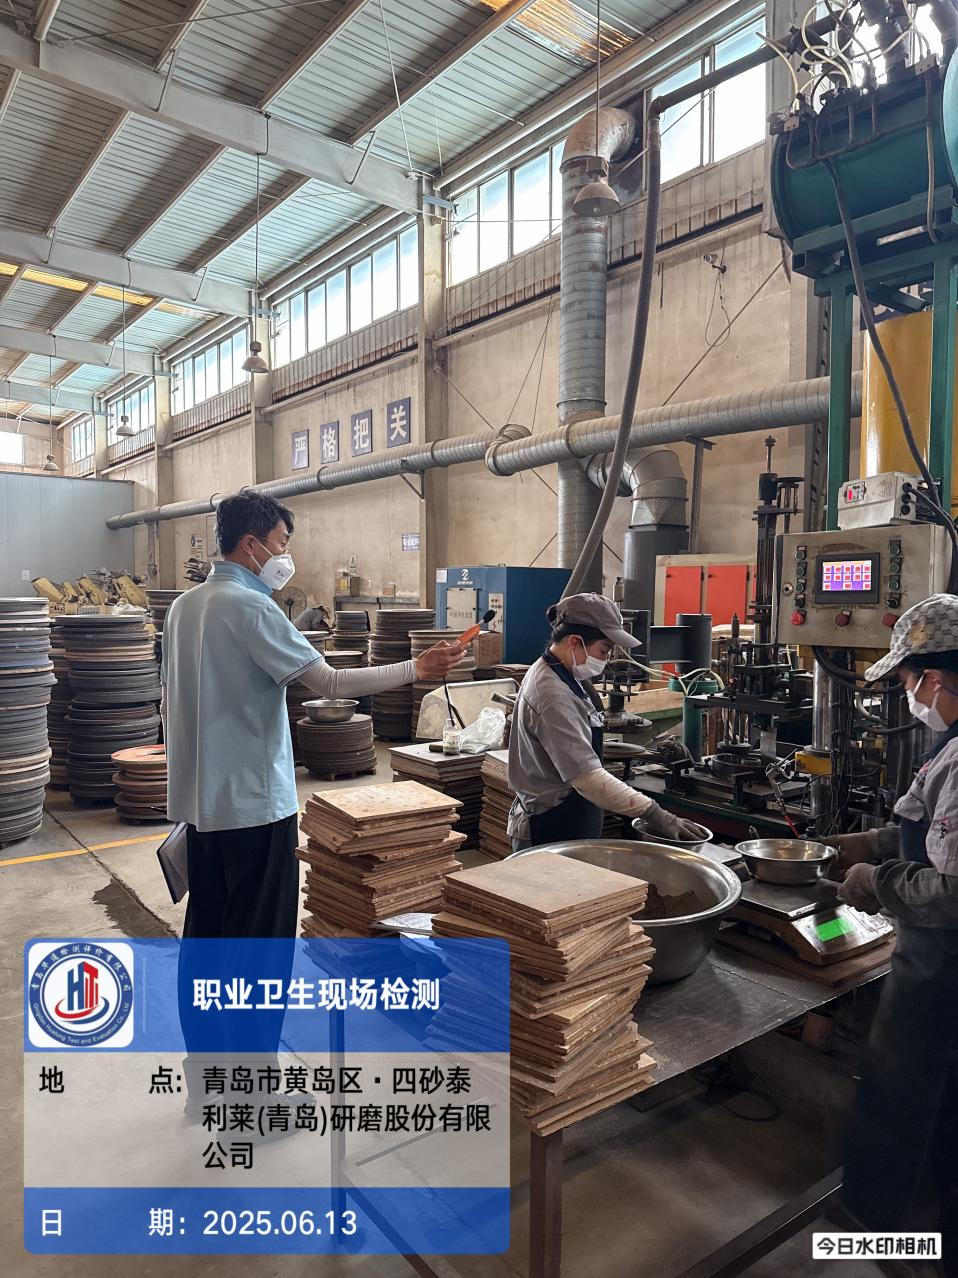 严格把关
职业卫生现场检测
地 点: 青岛市黄岛区·四砂泰
利莱(青岛)研磨股份有限
公司
日 期: 2025.06.13
今日水印相机